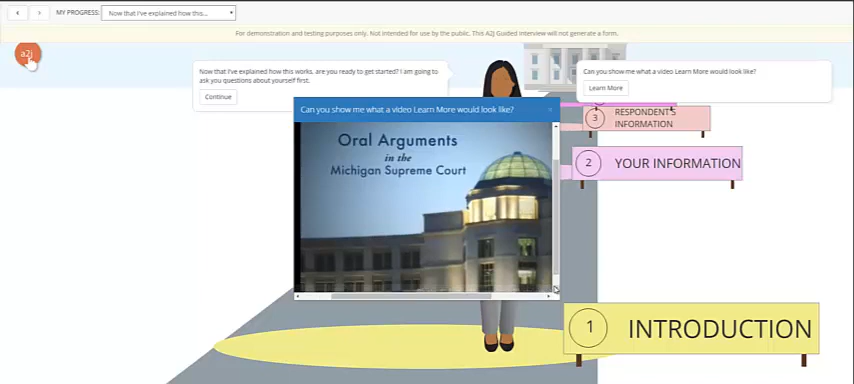 MY PROGRESS: Now that I've explained how this...
For demonstration and testing purposes only. Not intended for use by the public. This A2J Guided Interview will not generate a form.
a2j
Now that I've explained how this works, are you ready to get started? I am going to
ask you questions about yourself first.
Continue
Can you show me what a video Learn More would look like?
Learn More
Can you show me what a video Learn More would look like?
Oral Arguments
in the
Michigan Supreme Court
3 RESPONDENT'S
INFORMATION
2 YOUR INFORMATION
1 INTRODUCTION